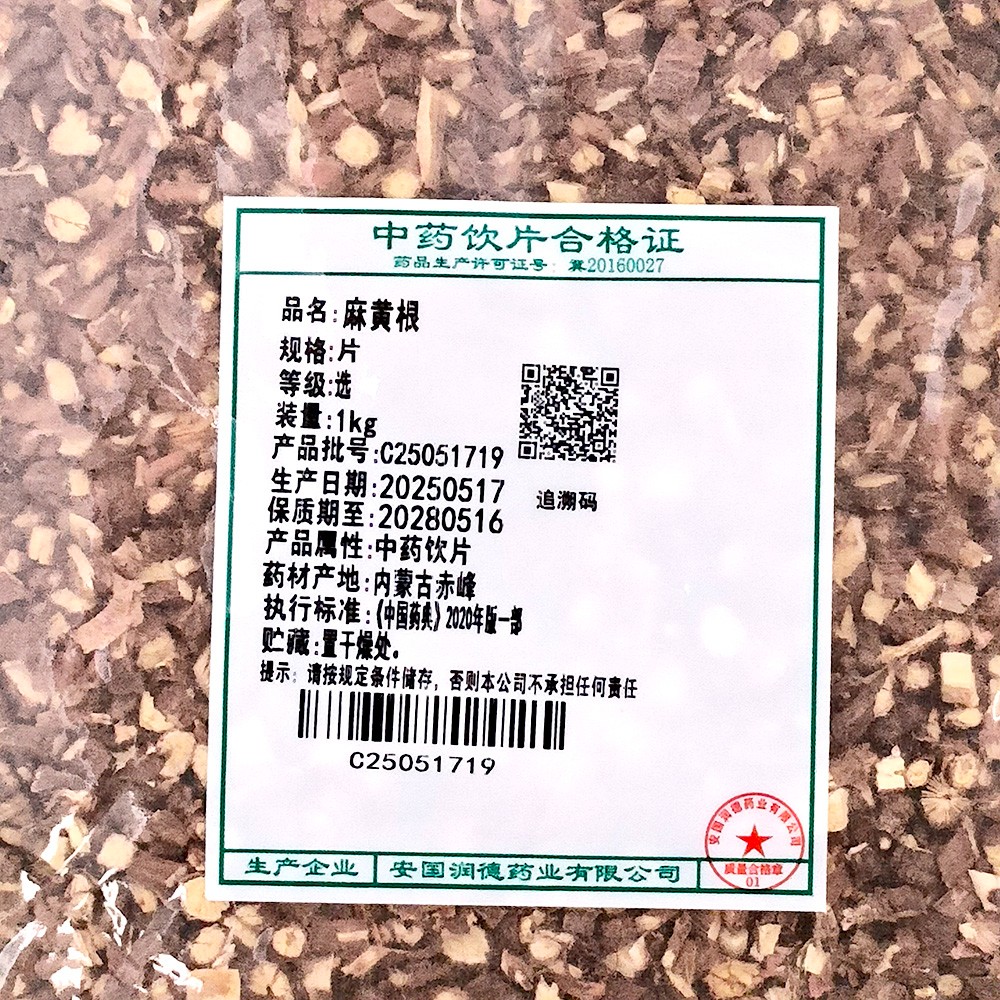 中药饮片合格证
药品生产许可证号：冀20160027
品名:麻黄根
规格:片
等级:选
装量:1kg
产品批号:C25051719
生产日期:20250517
保质期至:20280516
产品属性:中药饮片
药材产地:内蒙古赤峰
执行标准:《中国药典》2020年版一部
贮藏:置干燥处。
提示：请按规定条件储存，否则本公司不承担任何责任
追溯码
C25051719
安国润德药业有限公司
质量合格章
01
生产企业 安国润德药业有限公司